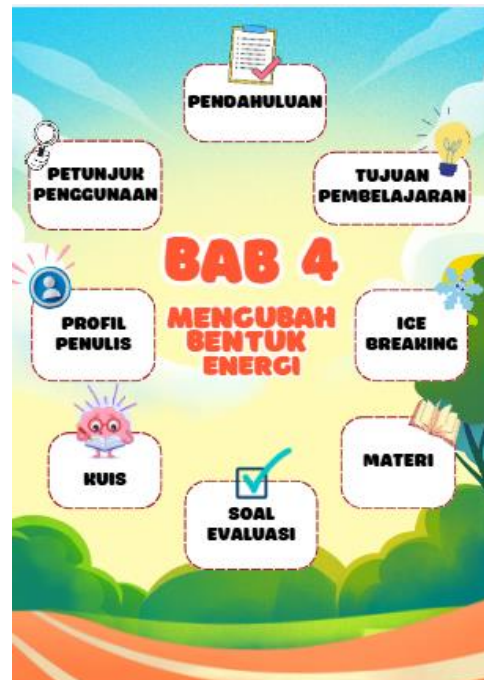 PENDAHULUAN
PETUNJUK
PENGGUNAAN
TUJUAN
PEMBELAJARAN
BAB 4
MENGUBAH
BENTUK
ENERGI
PROFIL
PENULIS
ICE
BREAKING
KUIS
MATERI
SOAL
EVALUASI